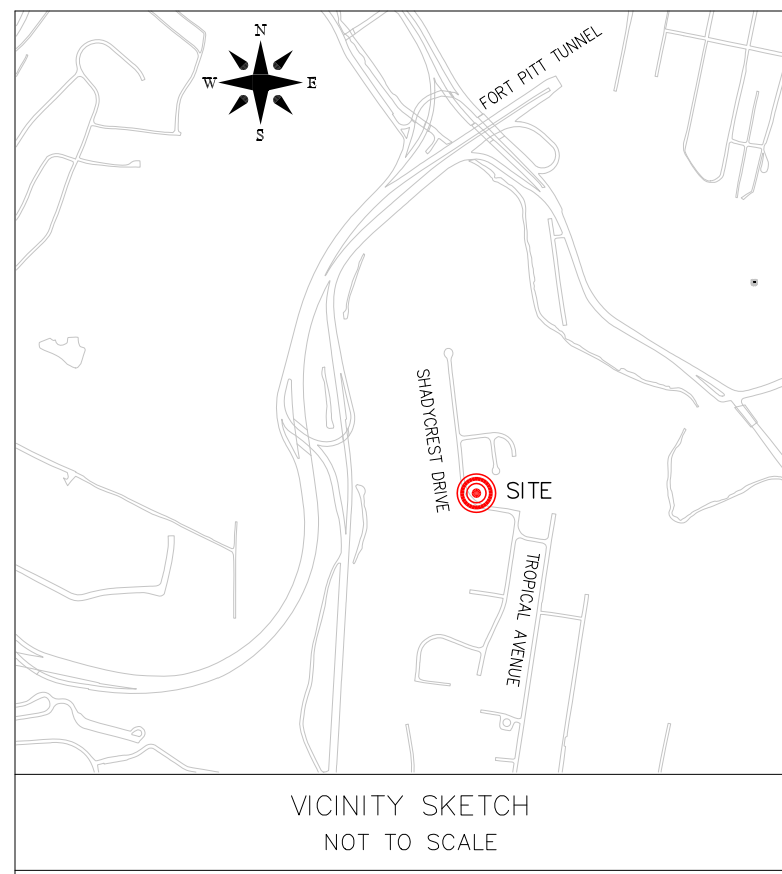 N
W E
S
FORT PITT TUNNEL
SHADYCREST DRIVE
SITE
TROPICAL AVENUE
VICINITY SKETCH
NOT TO SCALE